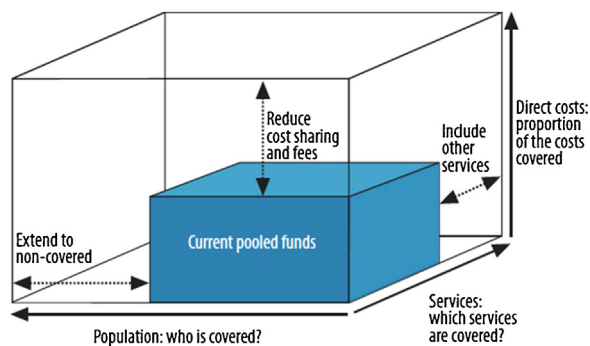 Direct costs:
proportion
of the costs
covered
Reduce
cost sharing
and fees
Include
other
services
Extend to
non-covered
Current pooled funds
Services:
which services
are covered?
Population: who is covered?